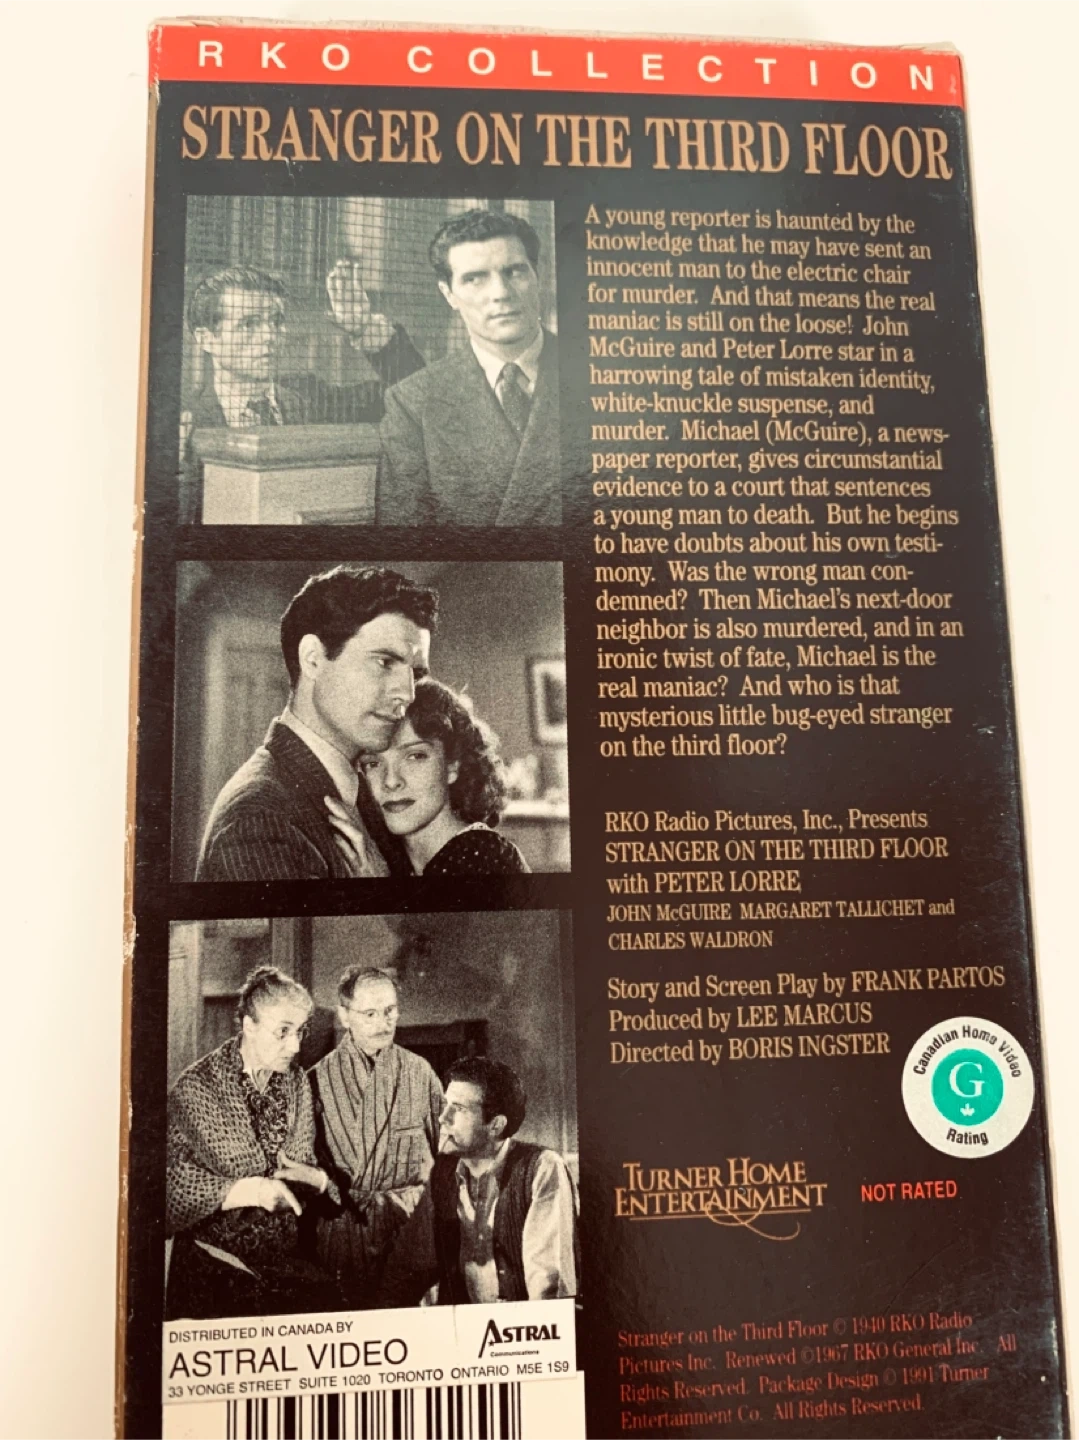 RKO COLLECTION
STRANGER ON THE THIRD FLOOR
A young reporter is haunted by the
knowledge that he may have sent an
innocent man to the electric chair
for murder. And that means the real
maniac is still on the loose! John
McGuire and Peter Lorre star in a
harrowing tale of mistaken identity,
white-knuckle suspense, and
murder. Michael (McGuire), a news-
paper reporter, gives circumstantial
evidence to a court that sentences
a young man to death. But he begins
to have doubts about his own testi-
mony. Was the wrong man con-
demned? Then Michael's next-door
neighbor is also murdered, and in an
ironic twist of fate, Michael is the
real maniac? And who is that
mysterious little bug-eyed stranger
on the third floor?
RKO Radio Pictures, Inc., Presents
STRANGER ON THE THIRD FLOOR
with PETER LORRE,
JOHN McGUIRE MARGARET TALLICHET and
CHARLES WALDRON
Story and Screen Play by FRANK PARTOS
Produced by LEE MARCUS
Directed by BORIS INGSTER
Canadian Home Video
G
Rating
TURNER HOME
ENTERTAINMENT
NOT RATED
DISTRIBUTED IN CANADA BY
ASTRAL VIDEO
33 YONGE STREET SUITE 1020 TORONTO ONTARIO M5E 1S9
ASTRAL
Communications
Stranger on the Third Floor © 1940 RKO Radio
Pictures Inc. Renewed ©1967 RKO General Inc. All
Rights Reserved. Package Design © 1991 Turner
Entertainment Co. All Rights Reserved.